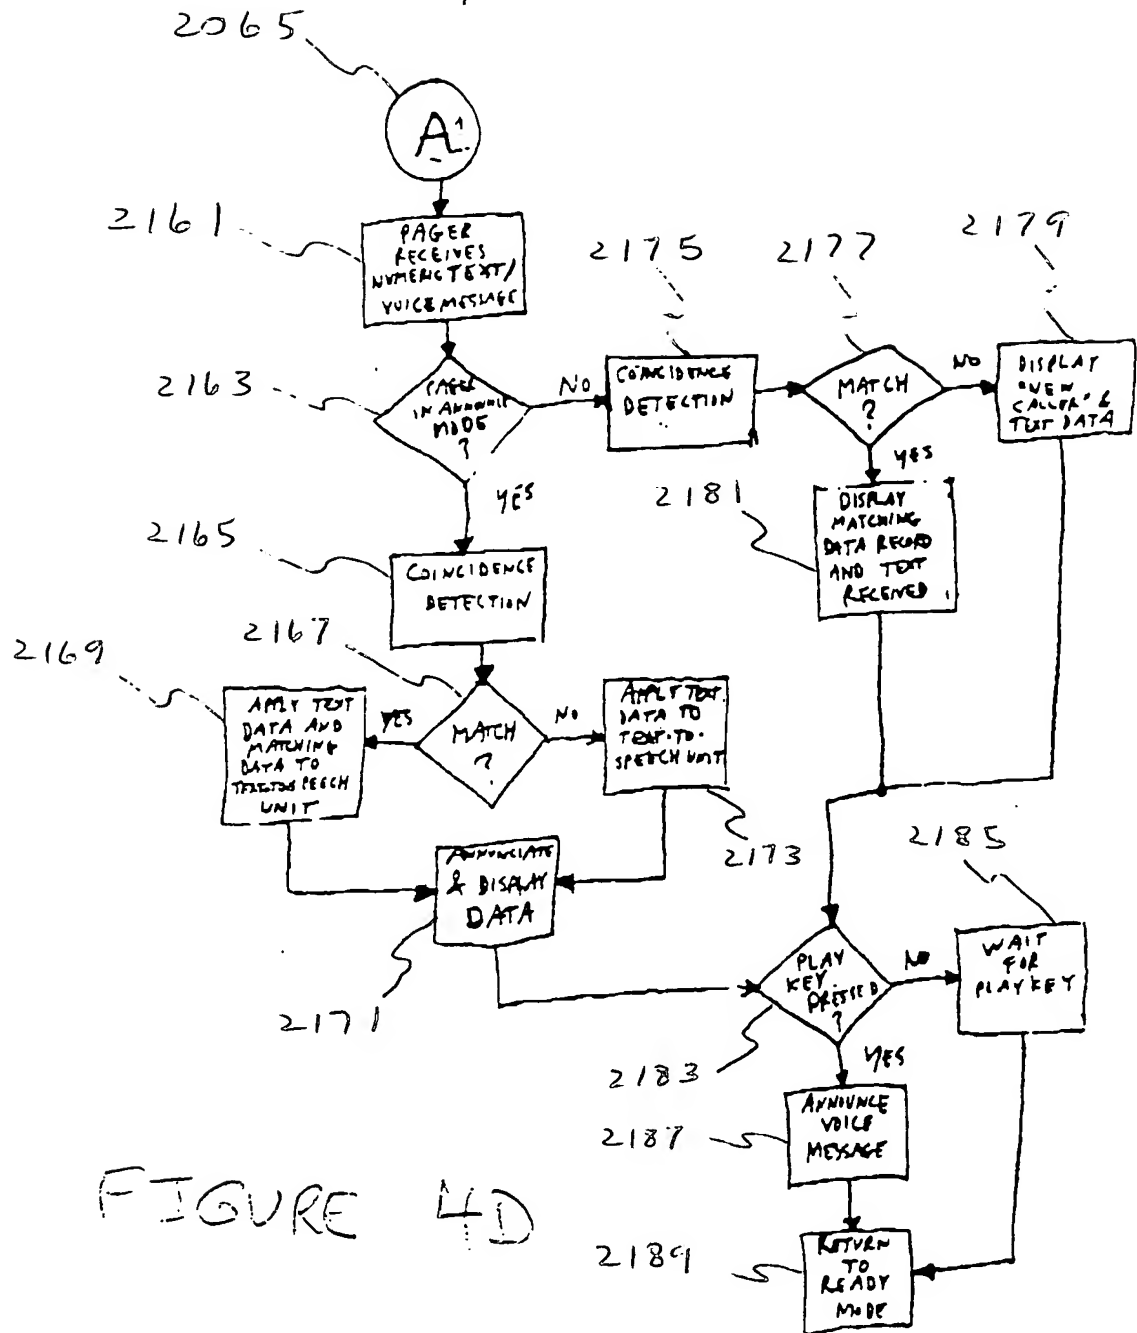 2065
A'
2161
PAGER
RECEIVES
NUMERIC TEXT/
VOICE MESSAGE
2175
2177
2179
2163
PAGER
IN ANNOUNCE
MODE
?
NO
COINCIDENCE
DETECTION
MATCH
?
NO
DISPLAY
"NEW
CALLER" &
TEXT DATA
YES
YES
2181
DISPLAY
MATCHING
DATA RECORD
AND TEXT
RECEIVED
2165
COINCIDENCE
DETECTION
2167
2169
APPLY TEXT
DATA AND
MATCHING
DATA TO
TEXT TO SPEECH
UNIT
YES
MATCH
?
NO
APPLY TEXT
DATA TO
TEXT-TO-
SPEECH UNIT
2173
ANNUNCIATE
& DISPLAY
DATA
2171
2185
PLAY
KEY
PRESSED
?
NO
WAIT
FOR
PLAYKEY
2183
YES
ANNOUNCE
VOICE
MESSAGE
2187
FIGURE 4D
2189
RETURN
TO
READY
MODE